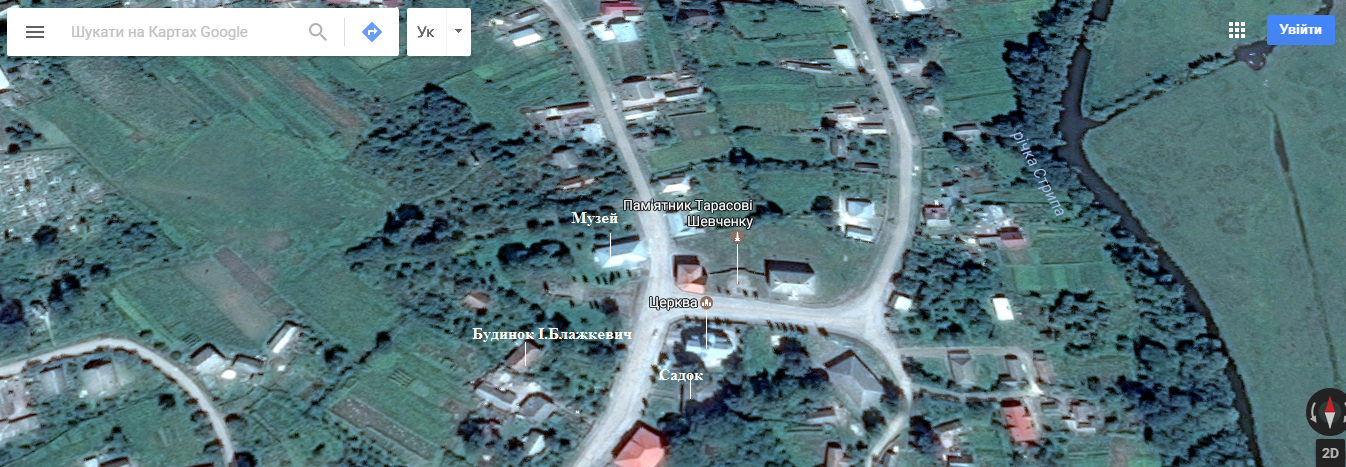 Шукати на Картах Google
Ук
Увійти
річка Стрипа
Пам'ятник Тарасові
Шевченку
Музей
Церква
Будинок І.Блажкевич
Садок
2D